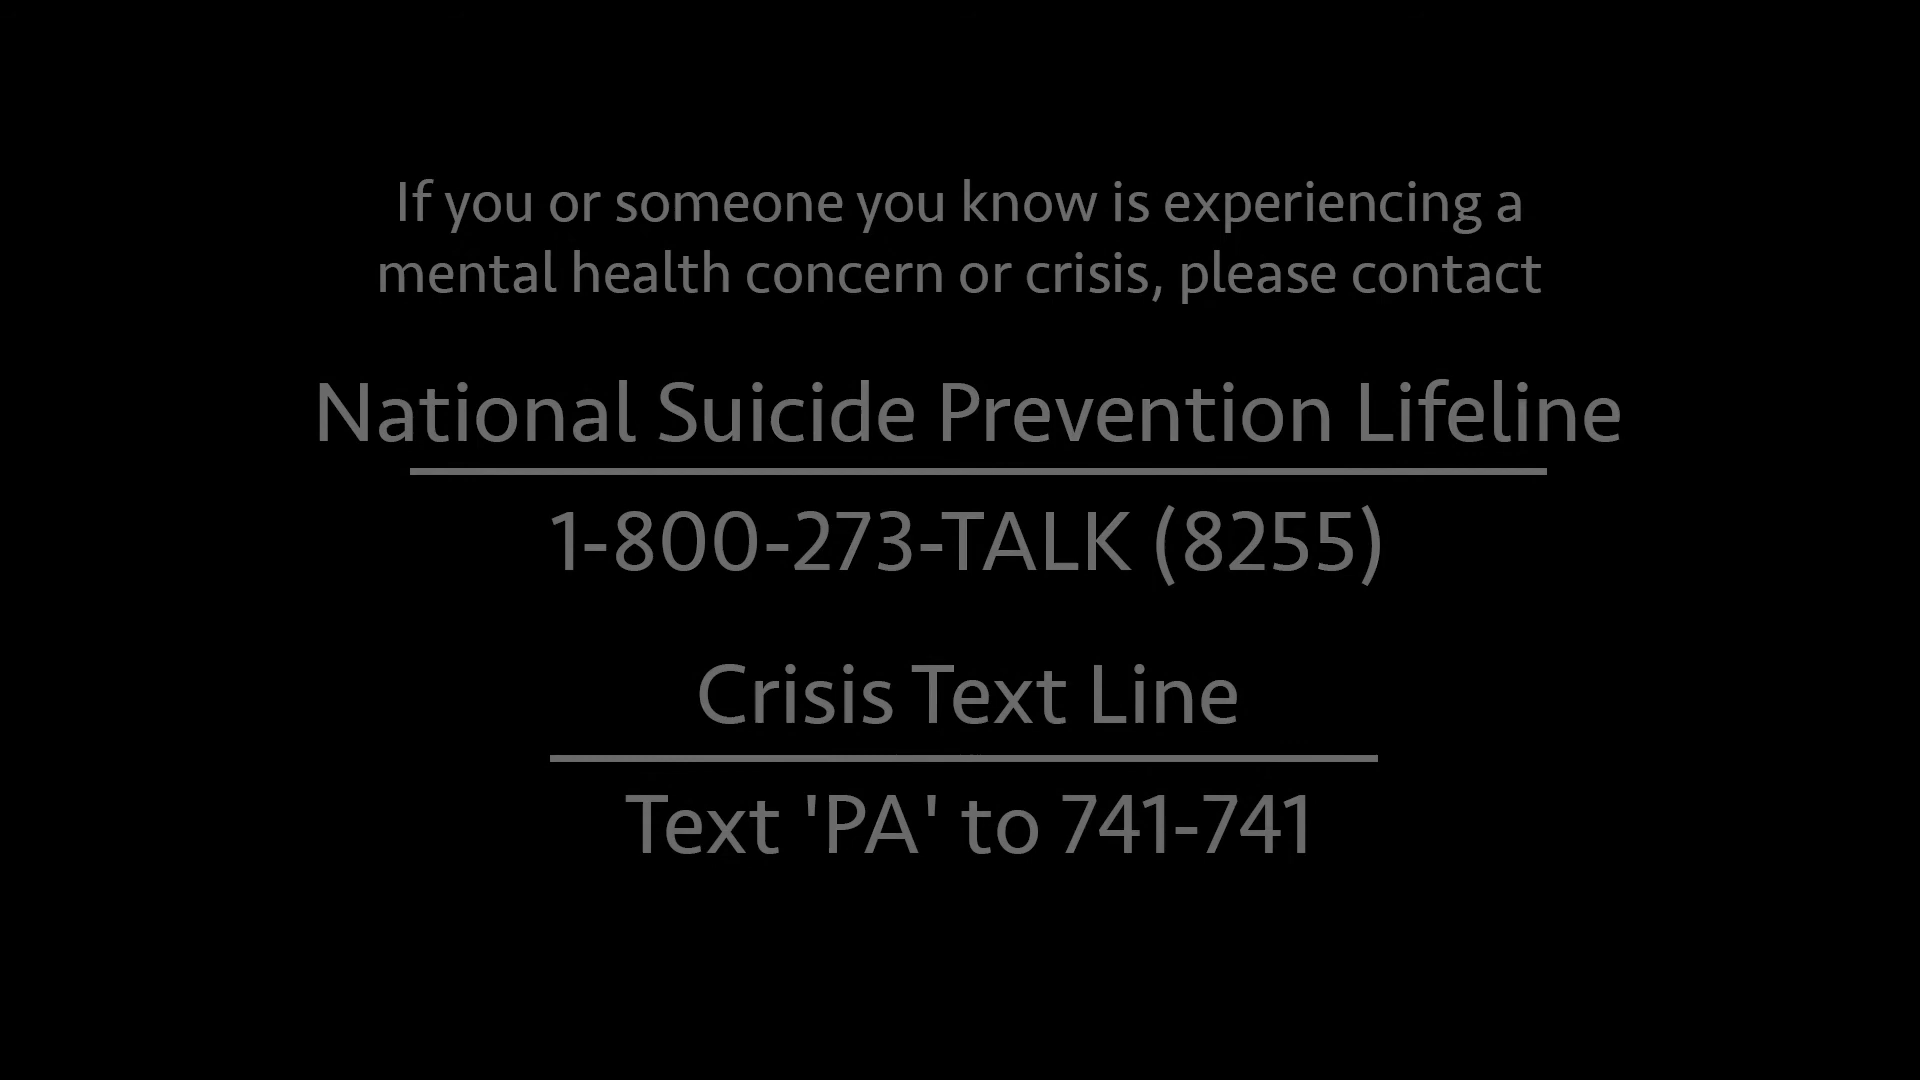 If you or someone you know is experiencing a
mental health concern or crisis, please contact
National Suicide Prevention Lifeline
1-800-273-TALK (8255)
Crisis Text Line
Text 'PA' to 741-741